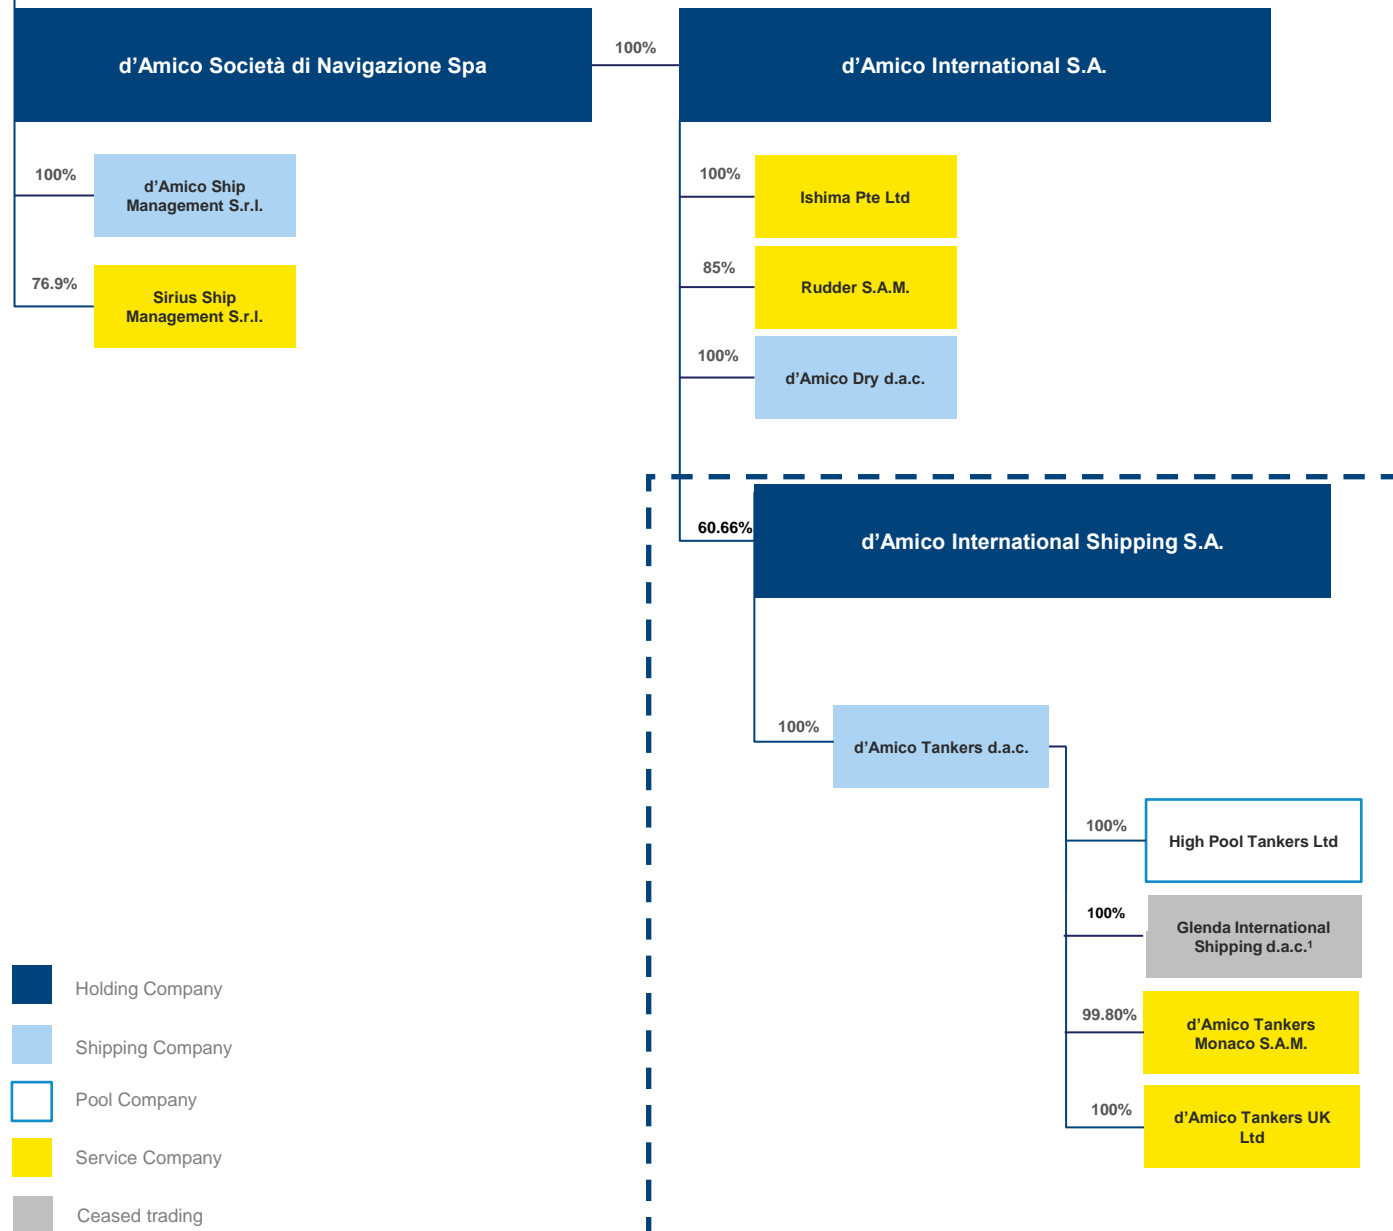 d’Amico Società di Navigazione Spa
100%
d’Amico International S.A.
100%
d’Amico Ship
Management S.r.l.
76.9%
Sirius Ship
Management S.r.l.
100%
Ishima Pte Ltd
85%
Rudder S.A.M.
100%
d’Amico Dry d.a.c.
60.66%
d’Amico International Shipping S.A.
100%
d’Amico Tankers d.a.c.
100%
High Pool Tankers Ltd
100%
Glenda International
Shipping d.a.c.¹
99.80%
d’Amico Tankers
Monaco S.A.M.
100%
d’Amico Tankers UK
Ltd
Holding Company
Shipping Company
Pool Company
Service Company
Ceased trading